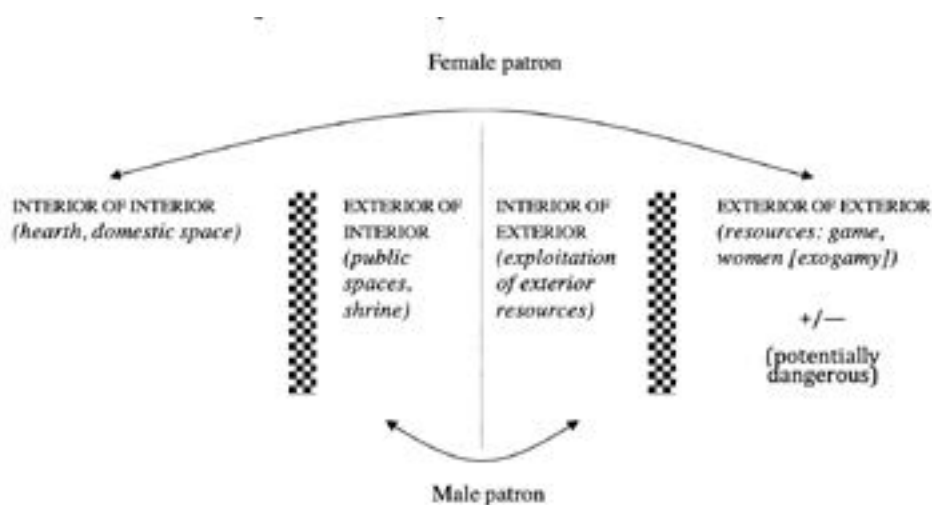 Female patron
INTERIOR OF INTERIOR
(hearth, domestic space)
EXTERIOR OF
INTERIOR
(public
spaces,
shrine)
INTERIOR OF
EXTERIOR
(exploitation
of exterior
resources)
EXTERIOR OF EXTERIOR
(resources: game,
women [exogamy])
+/—
(potentially
dangerous)
Male patron